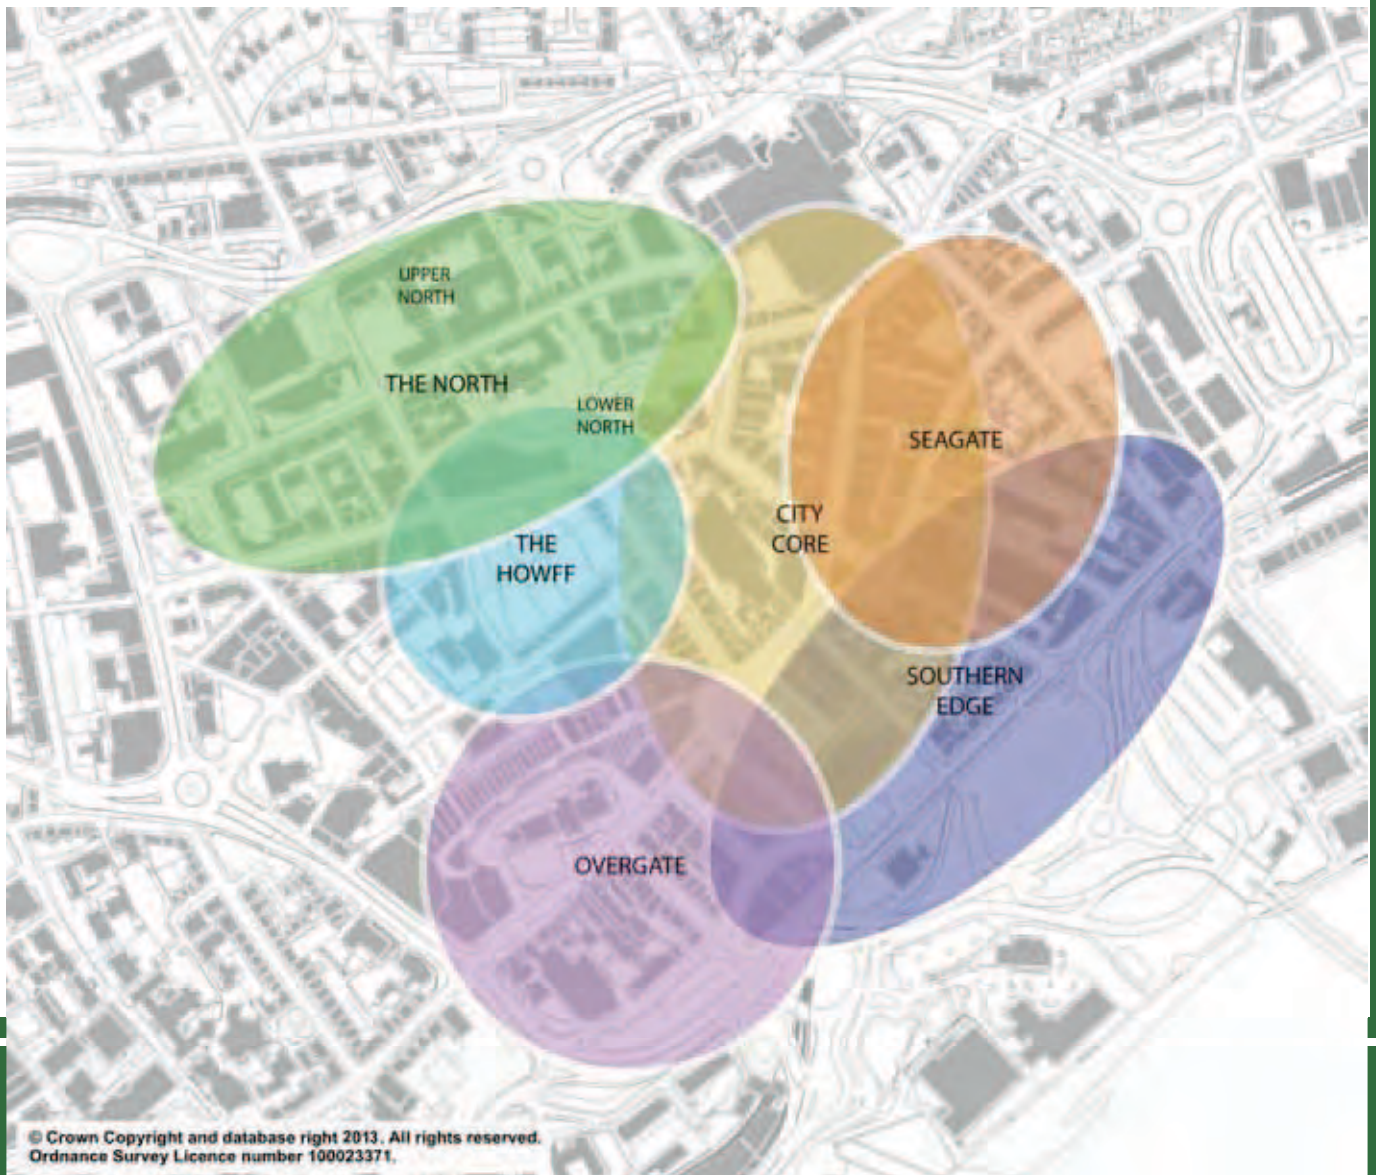 UPPER
NORTH
THE NORTH
LOWER
NORTH
SEAGATE
CITY
CORE
THE
HOWFF
SOUTHERN
EDGE
OVERGATE
© Crown Copyright and database right 2013. All rights reserved.
Ordnance Survey Licence number 100023371.